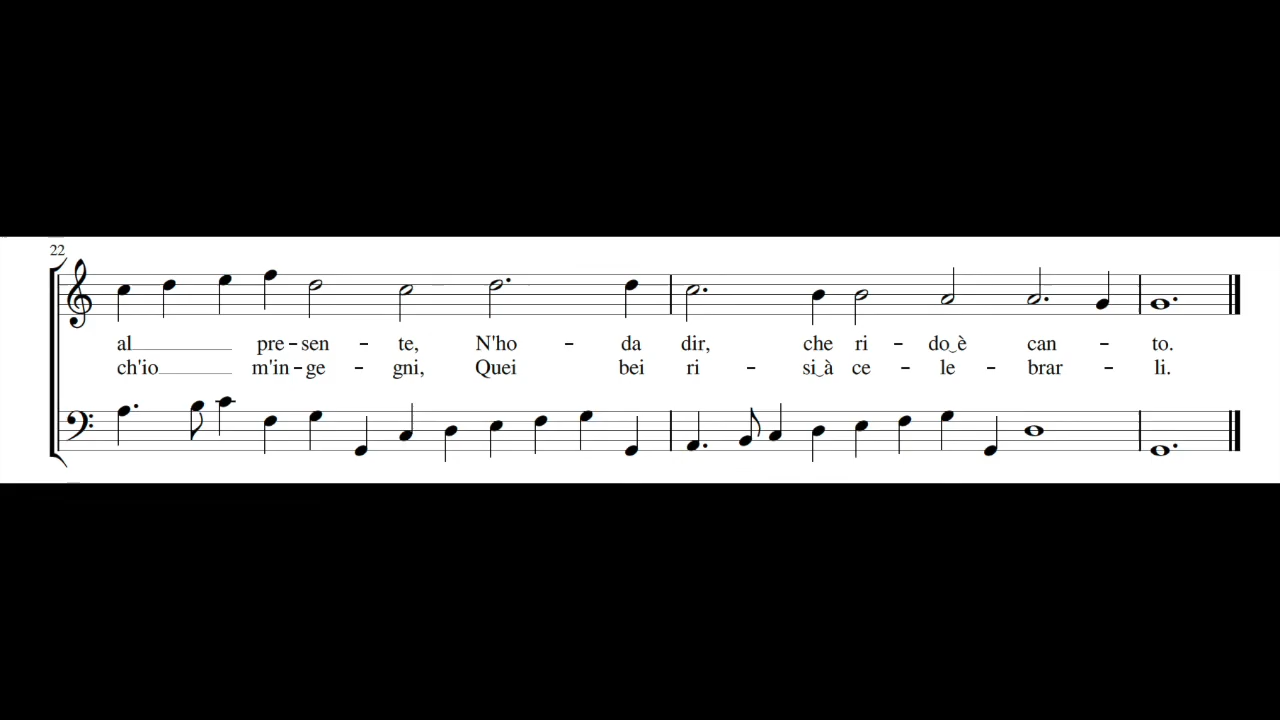 22
al pre-sen-te, N'ho-da dir, che ri-do‿è can-to.
ch'io m'in-ge-gni, Quei bei ri-si‿à ce-le-brar-li.